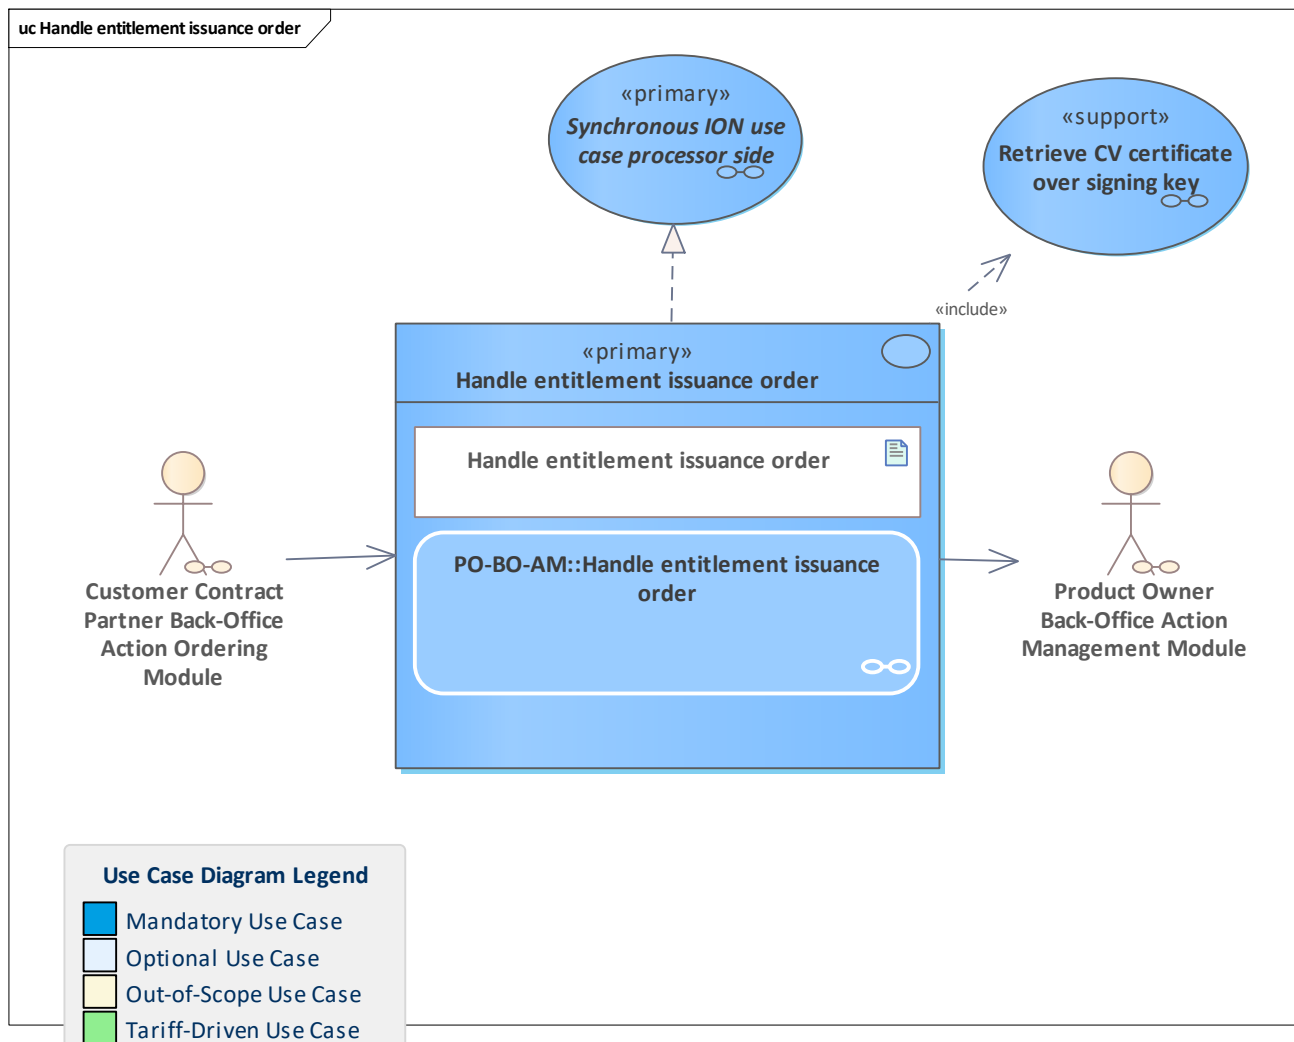 uc Handle entitlement issuance order
«primary»
Synchronous ION use
case processor side
«support»
Retrieve CV certificate
over signing key
«include»
«primary»
Handle entitlement issuance order
Handle entitlement issuance order
PO-BO-AM::Handle entitlement issuance
order
Customer Contract
Partner Back-Office
Action Ordering
Module
Product Owner
Back-Office Action
Management Module
Use Case Diagram Legend
Mandatory Use Case
Optional Use Case
Out-of-Scope Use Case
Tariff-Driven Use Case